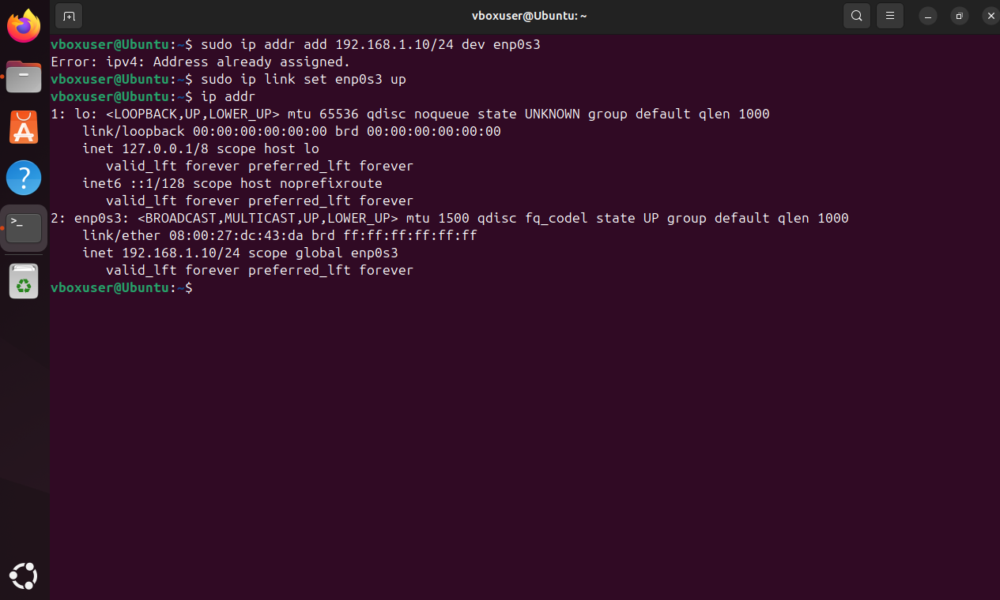 vboxuser@Ubuntu: ~
vboxuser@Ubuntu:~$ sudo ip addr add 192.168.1.10/24 dev enp0s3
Error: ipv4: Address already assigned.
vboxuser@Ubuntu:~$ sudo ip link set enp0s3 up
vboxuser@Ubuntu:~$ ip addr
1: lo: <LOOPBACK,UP,LOWER_UP> mtu 65536 qdisc noqueue state UNKNOWN group default qlen 1000
    link/loopback 00:00:00:00:00:00 brd 00:00:00:00:00:00
    inet 127.0.0.1/8 scope host lo
       valid_lft forever preferred_lft forever
    inet6 ::1/128 scope host noprefixroute
       valid_lft forever preferred_lft forever
2: enp0s3: <BROADCAST,MULTICAST,UP,LOWER_UP> mtu 1500 qdisc fq_codel state UP group default qlen 1000
    link/ether 08:00:27:dc:43:da brd ff:ff:ff:ff:ff:ff
    inet 192.168.1.10/24 scope global enp0s3
       valid_lft forever preferred_lft forever
vboxuser@Ubuntu:~$